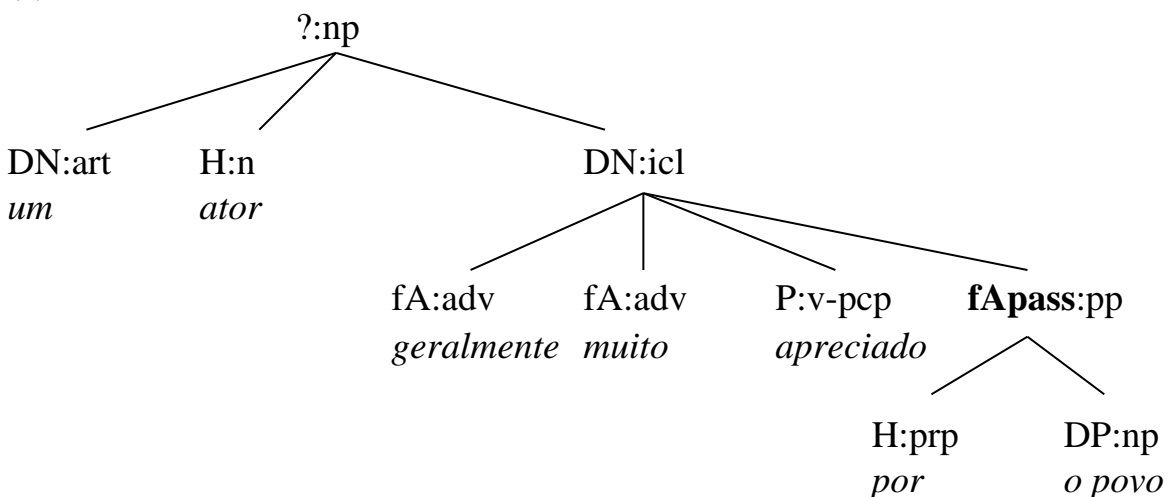 ?:np
DN:art H:n DN:icl
um ator
fA:adv fA:adv P:v-pcp fApass:pp
geralmente muito apreciado
H:prp DP:np
por o povo